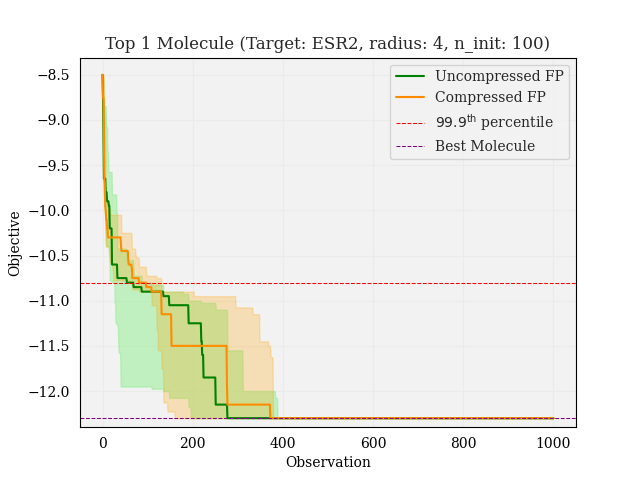 Top 1 Molecule (Target: ESR2, radius: 4, n_init: 100)
Uncompressed FP
Compressed FP
99.9th percentile
Best Molecule
Objective
−8.5
−9.0
−9.5
−10.0
−10.5
−11.0
−11.5
−12.0
0 200 400 600 800 1000
Observation